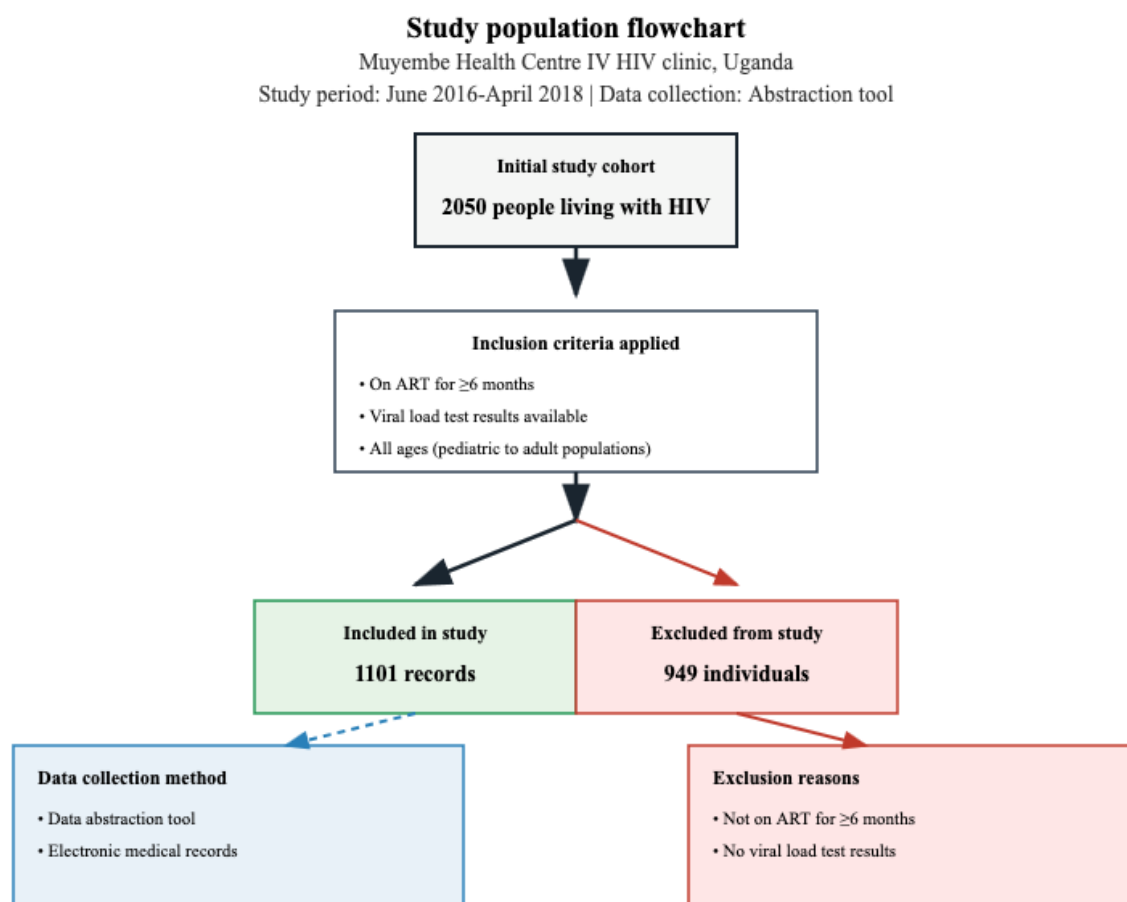 Study population flowchart
Muyembe Health Centre IV HIV clinic, Uganda
Study period: June 2016-April 2018 | Data collection: Abstraction tool
Initial study cohort
2050 people living with HIV
Inclusion criteria applied
• On ART for ≥6 months
• Viral load test results available
• All ages (pediatric to adult populations)
Included in study
1101 records
Excluded from study
949 individuals
Data collection method
• Data abstraction tool
• Electronic medical records
Exclusion reasons
• Not on ART for ≥6 months
• No viral load test results